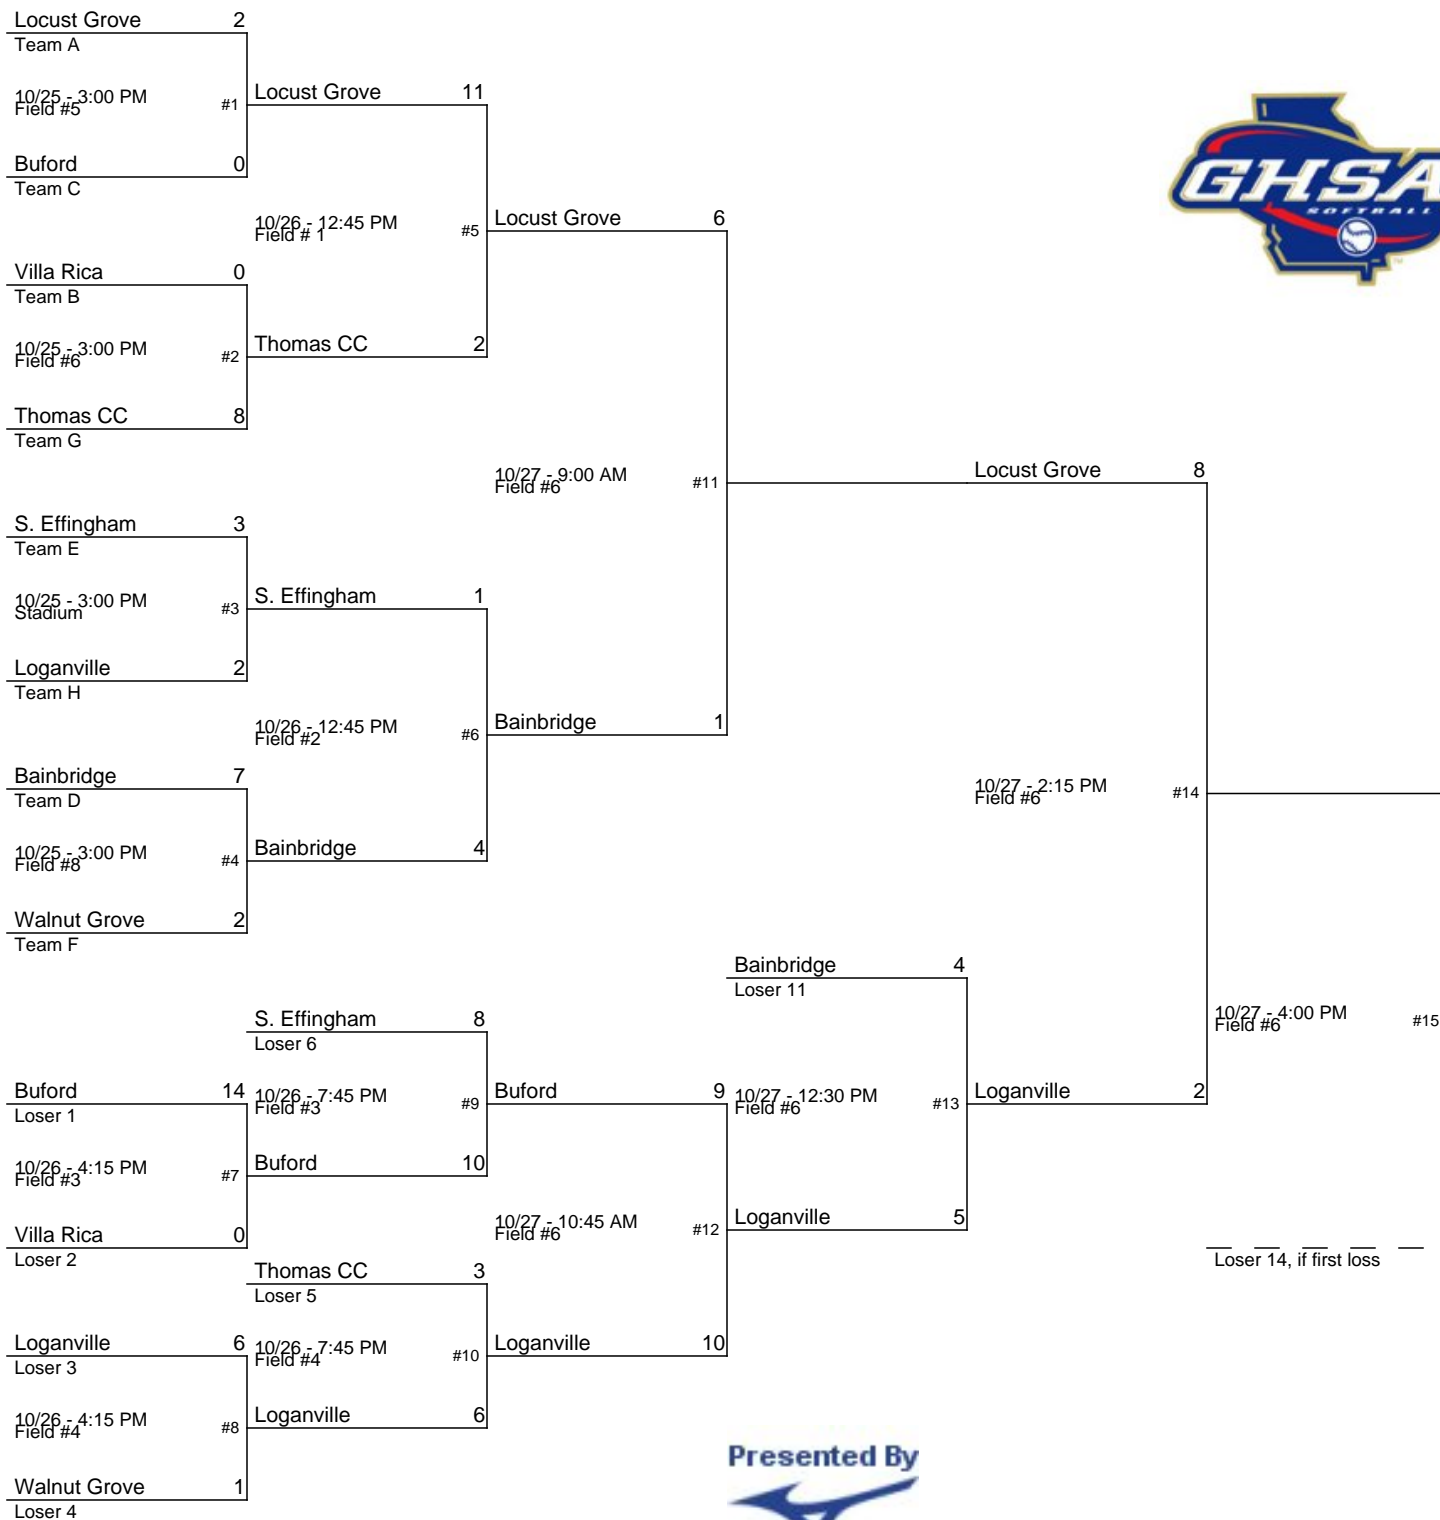 Locust Grove 2
Team A
10/25 - 3:00 PM
Field #5
#1
Buford 0
Team C
Locust Grove 11
10/26 - 12:45 PM
Field # 1
#5
Villa Rica 0
Team B
10/25 - 3:00 PM
Field #6
#2
Thomas CC 8
Team G
Thomas CC 2
Locust Grove 6
10/27 - 9:00 AM
Field #6
#11
S. Effingham 3
Team E
10/25 - 3:00 PM
Stadium
#3
Loganville 2
Team H
S. Effingham 1
10/26 - 12:45 PM
Field #2
#6
Bainbridge 7
Team D
10/25 - 3:00 PM
Field #8
#4
Walnut Grove 2
Team F
Bainbridge 4
Bainbridge 1
Locust Grove 8
10/27 - 2:15 PM
Field #6
#14
GHSA
SOFTBALL
TM
Bainbridge 4
Loser 11
S. Effingham 8
Loser 6
Buford 14
Loser 1
10/26 - 7:45 PM
Field #3
#9
Buford 9
10/27 - 12:30 PM
Field #6
#13
Loganville 2
10/27 - 4:00 PM
Field #6
#15
10/26 - 4:15 PM
Field #3
#7
Buford 10
Villa Rica 0
Loser 2
10/27 - 10:45 AM
Field #6
#12
Loganville 5
Loser 14, if first loss
Thomas CC 3
Loser 5
Loganville 6
Loser 3
10/26 - 7:45 PM
Field #4
#10
Loganville 10
10/26 - 4:15 PM
Field #4
#8
Loganville 6
Walnut Grove 1
Loser 4
Presented By